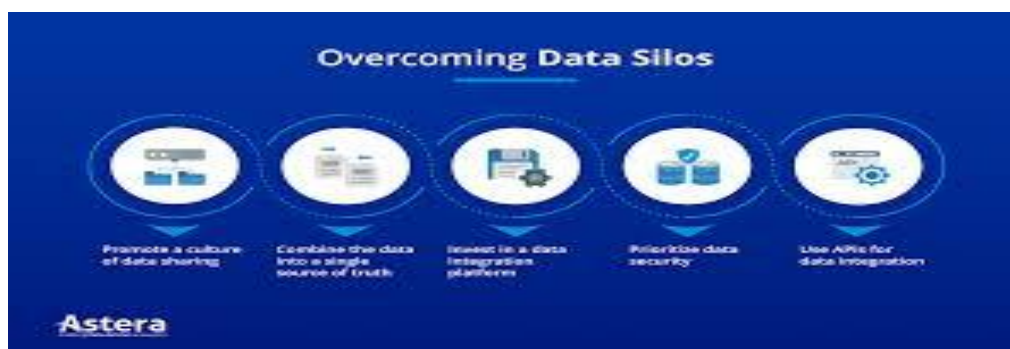 Overcoming Data Silos
Promote a culture
of data sharing
Combine the data
into a single
source of truth
Invest in a data
integration
platform
Prioritize data
security
Use APIs for
data integration
Astera